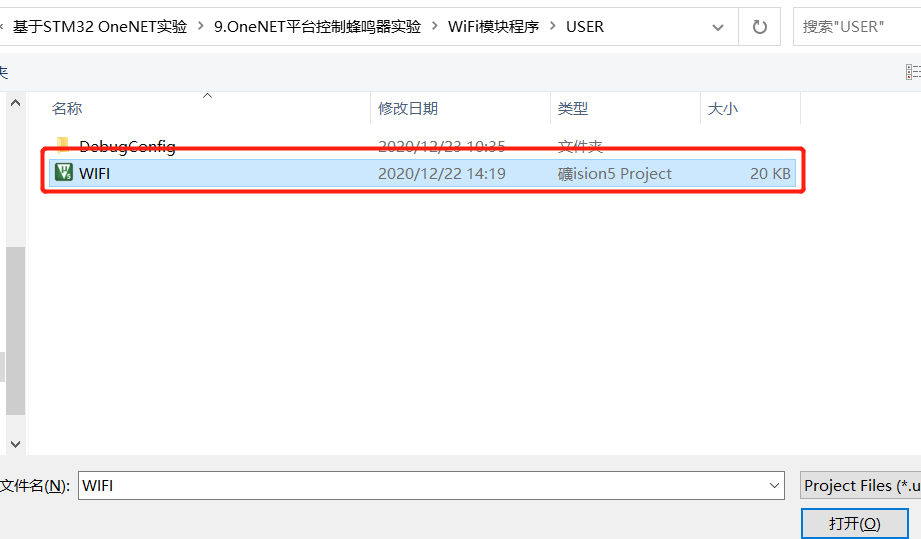 基于STM32 OneNET实验 > 9.OneNET平台控制蜂鸣器实验 > WiFi模块程序 > USER 搜索"USER"
夹
名称 修改日期 类型 大小
DebugConfig 2020/12/23 10:35 文件夹
WIFI 2020/12/22 14:19 礦ision5 Project 20 KB
文件名(N): WIFI Project Files (*.u
打开(O)